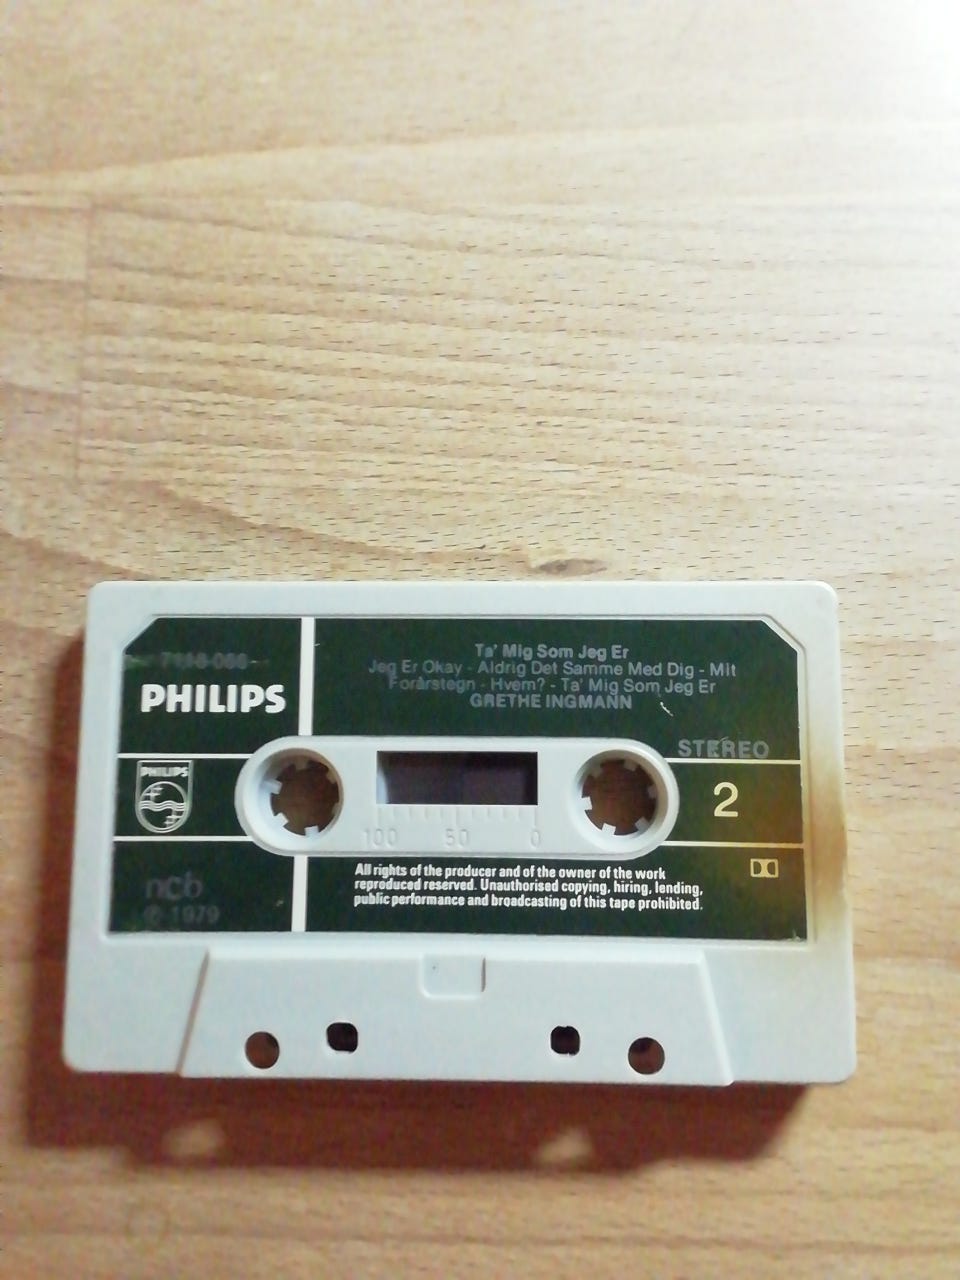 Ta' Mig Som Jeg Er
Jeg Er Okay - Aldrig Det Samme Med Dig - Mit
Forårstegn - Hvem? - Ta' Mig Som Jeg Er
GRETHE INGMANN
PHILIPS
STEREO
PHILIPS
2
100 50 0
All rights of the producer and of the owner of the work
reproduced reserved. Unauthorised copying, hiring, lending,
public performance and broadcasting of this tape prohibited.
ncb
℗ 1979